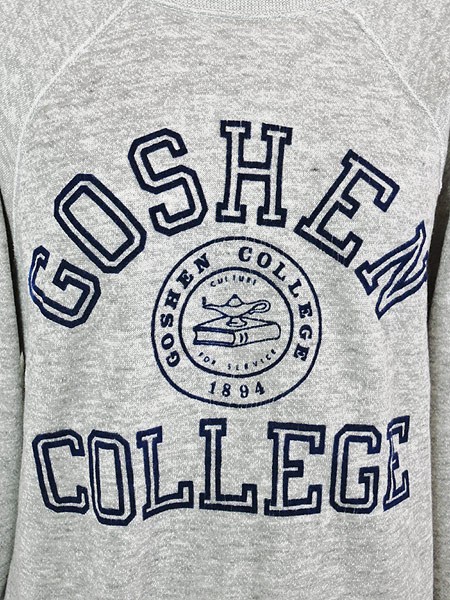 GOSHEN
GOSHEN COLLEGE
CULTURE
FOR SERVICE
1894
COLLEGE